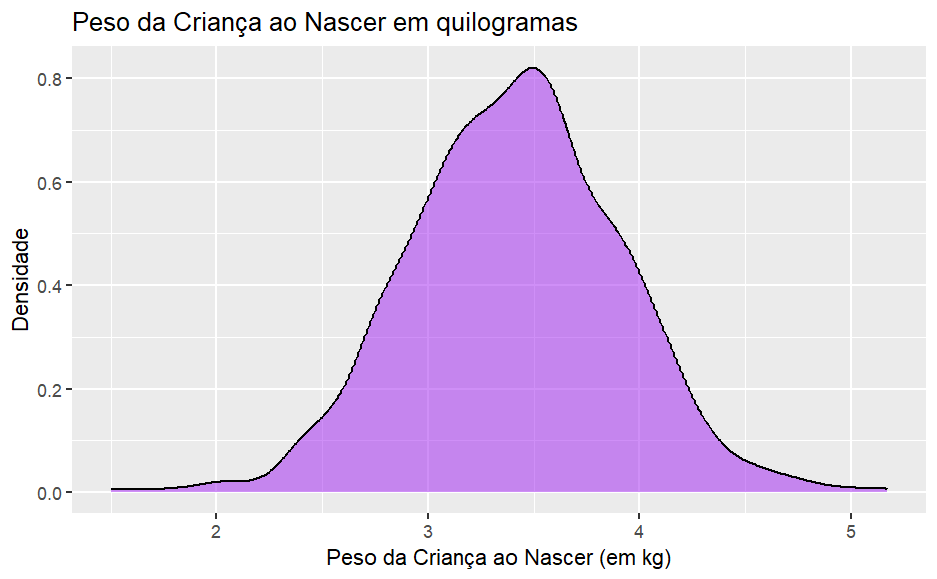 Peso da Criança ao Nascer em quilogramas
0.8
0.6
0.4
0.2
0.0
Densidade
2 3 4 5
Peso da Criança ao Nascer (em kg)